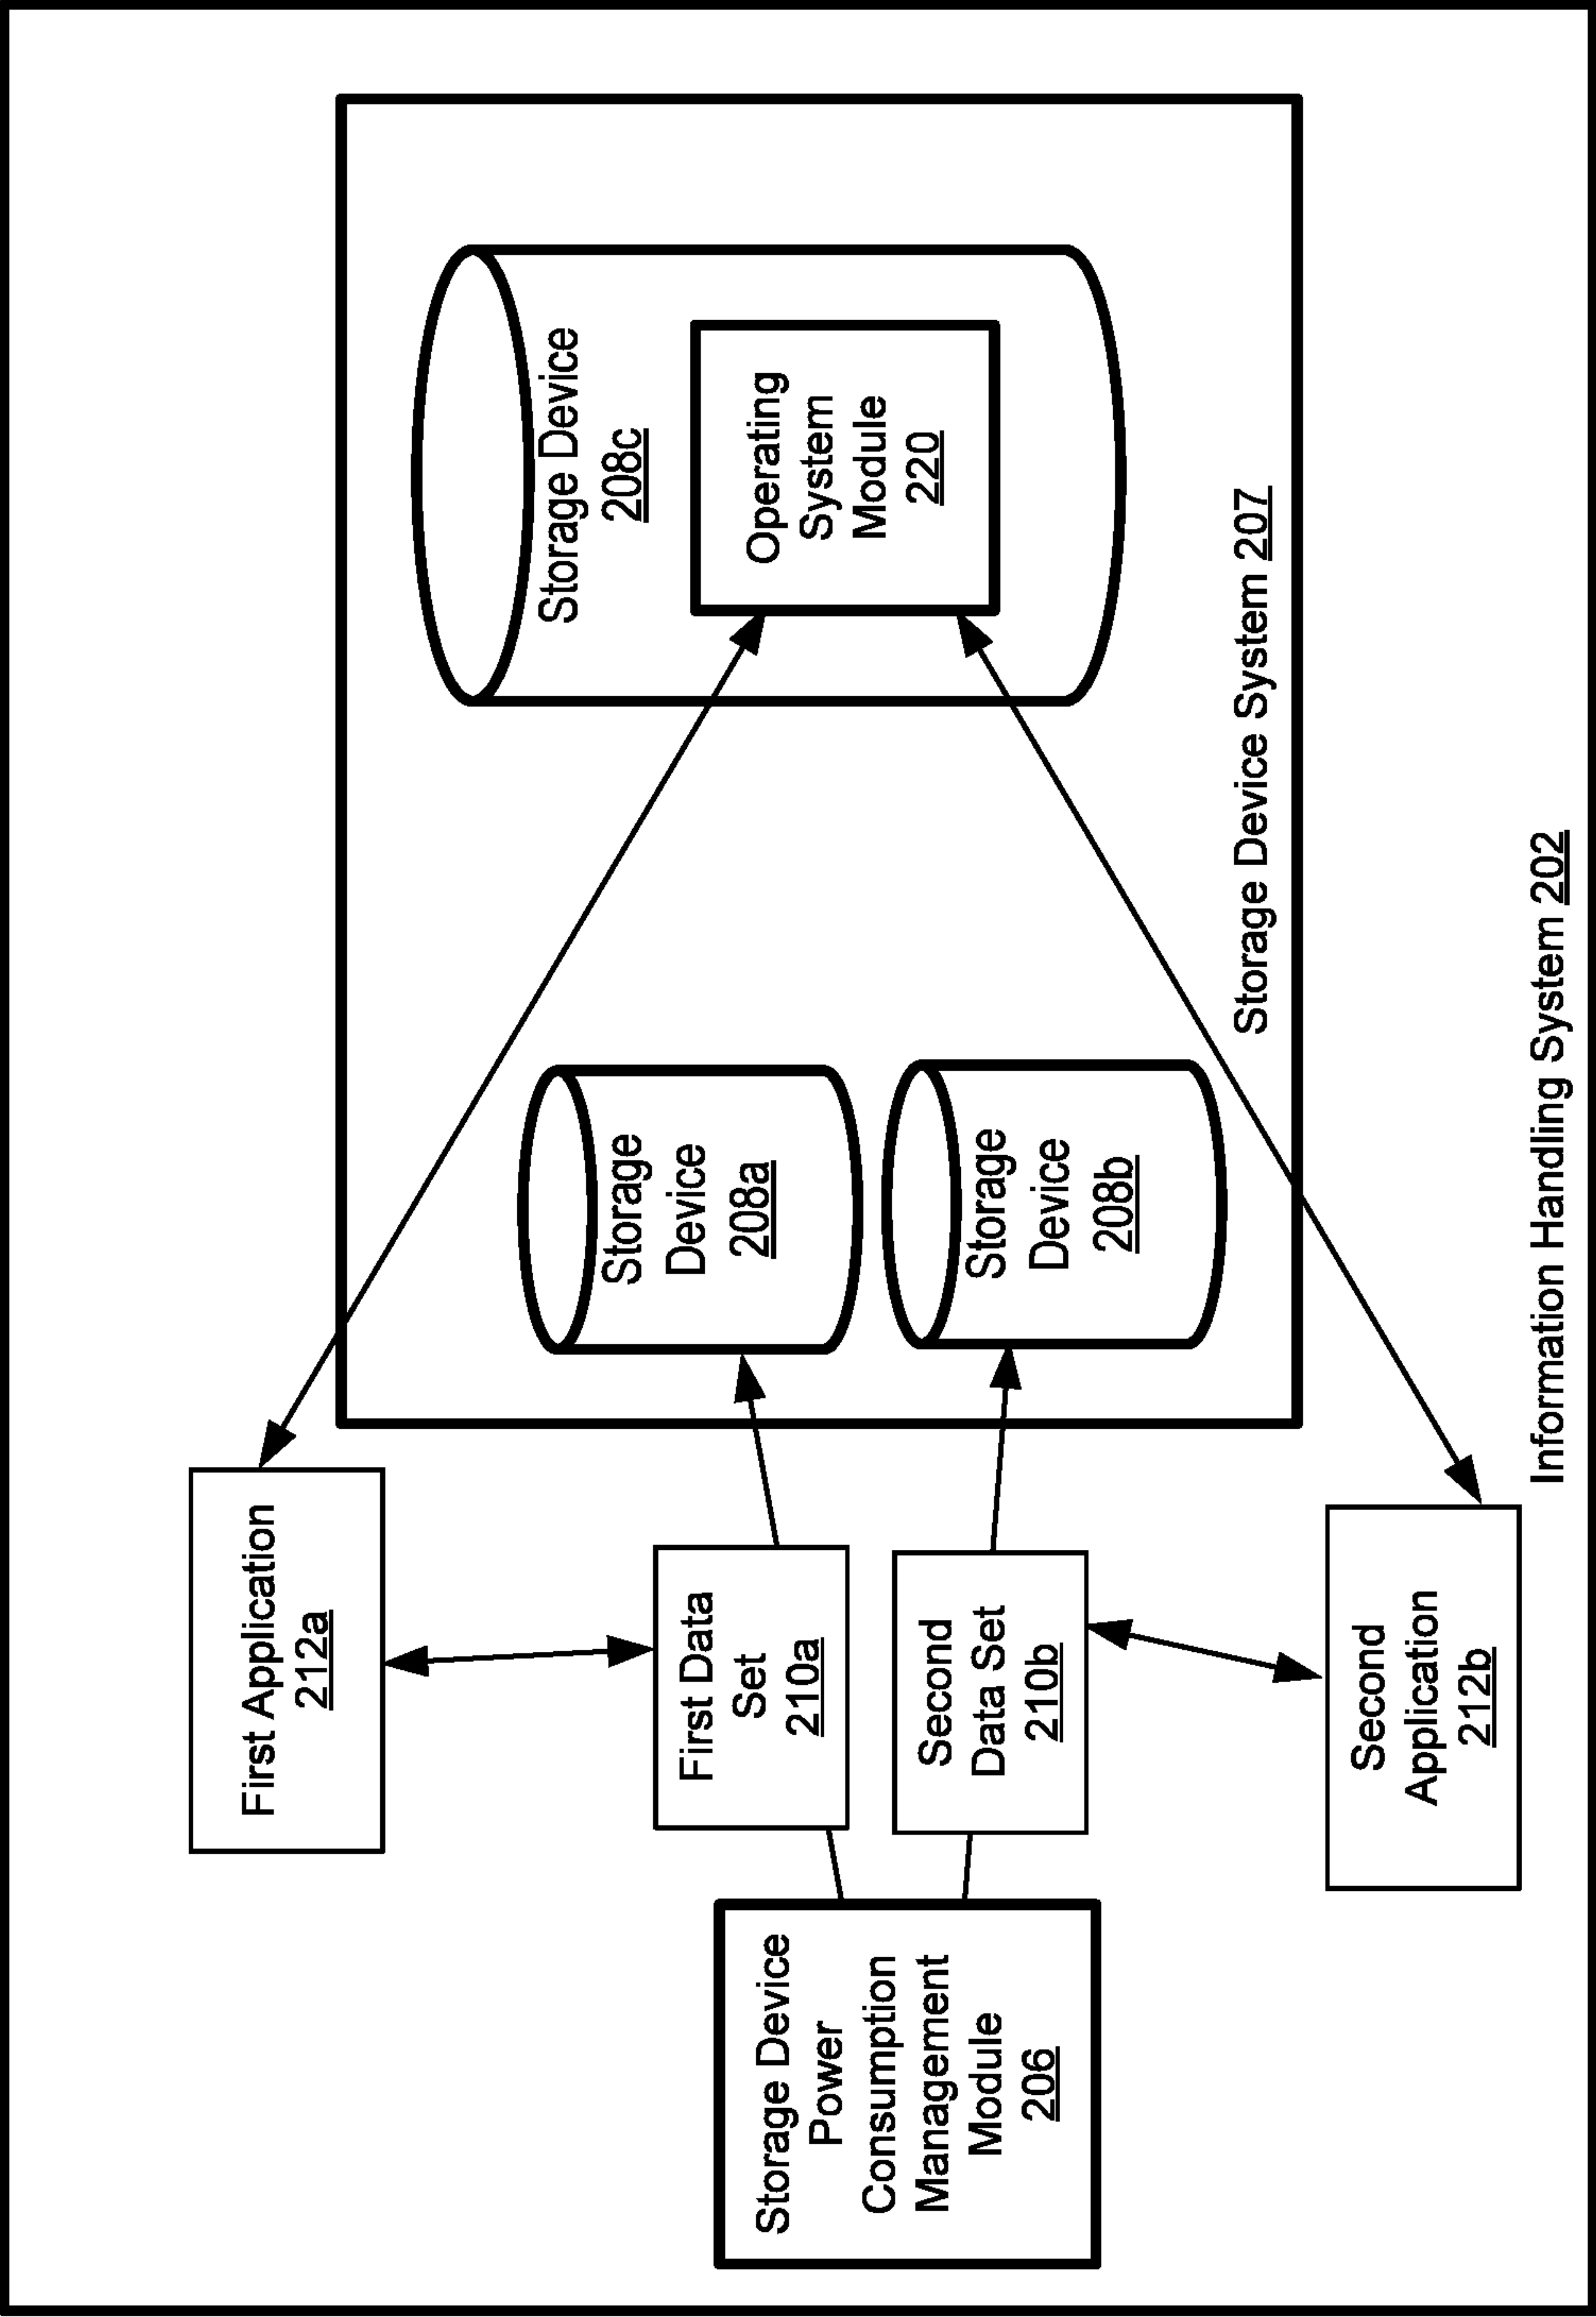 First Application
212a
First Data
Set
210a
Second
Data Set
210b
Second
Application
212b
Storage Device
Power
Consumption
Management
Module
206
Storage
Device
208a
Storage
Device
208b
Storage Device
208c
Operating
System
Module
220
Storage Device System 207
Information Handling System 202